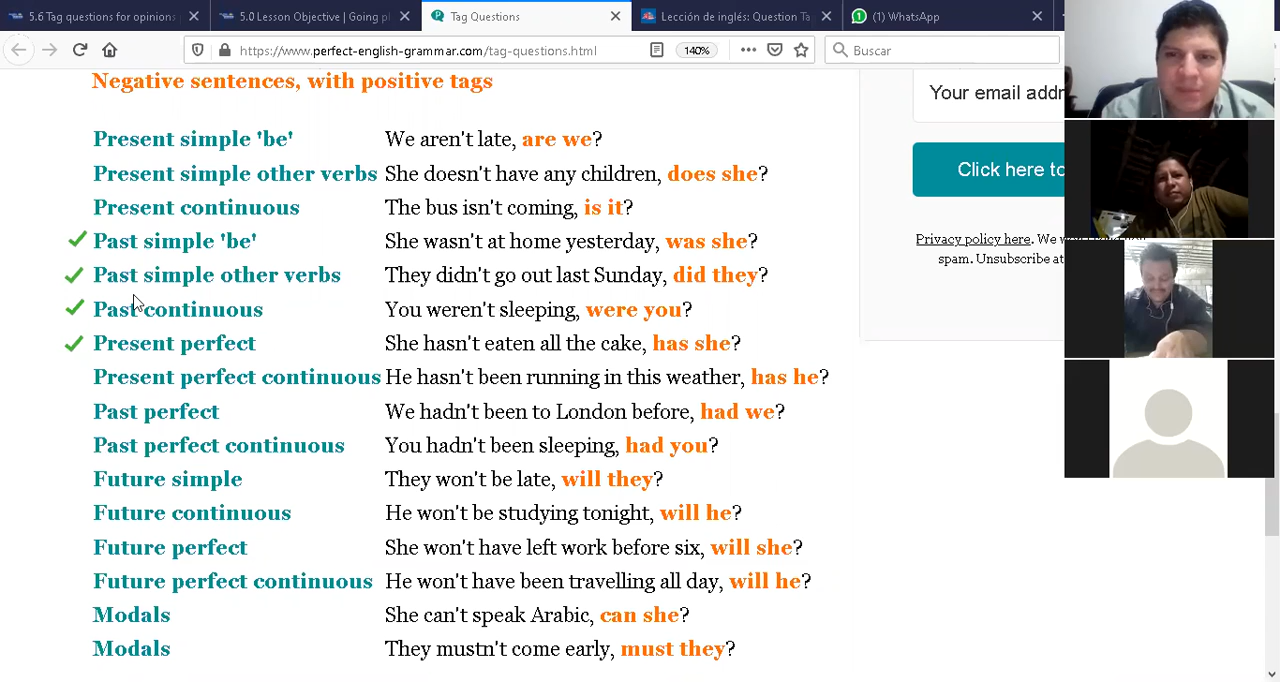 5.6 Tag questions for opinions
5.0 Lesson Objective | Going pl
Tag Questions
Lección de inglés: Question Ta
(1) WhatsApp
https://www.perfect-english-grammar.com/tag-questions.html
140%
Buscar
Negative sentences, with positive tags
Your email addr
Present simple 'be' We aren't late, are we?
Present simple other verbs She doesn't have any children, does she?
Click here to
Present continuous The bus isn't coming, is it?
Past simple 'be' She wasn't at home yesterday, was she?
Privacy policy here. We
spam. Unsubscribe at
Past simple other verbs They didn't go out last Sunday, did they?
Past continuous You weren't sleeping, were you?
Present perfect She hasn't eaten all the cake, has she?
Present perfect continuous He hasn't been running in this weather, has he?
Past perfect We hadn't been to London before, had we?
Past perfect continuous You hadn't been sleeping, had you?
Future simple They won't be late, will they?
Future continuous He won't be studying tonight, will he?
Future perfect She won't have left work before six, will she?
Future perfect continuous He won't have been travelling all day, will he?
Modals She can't speak Arabic, can she?
Modals They mustn't come early, must they?